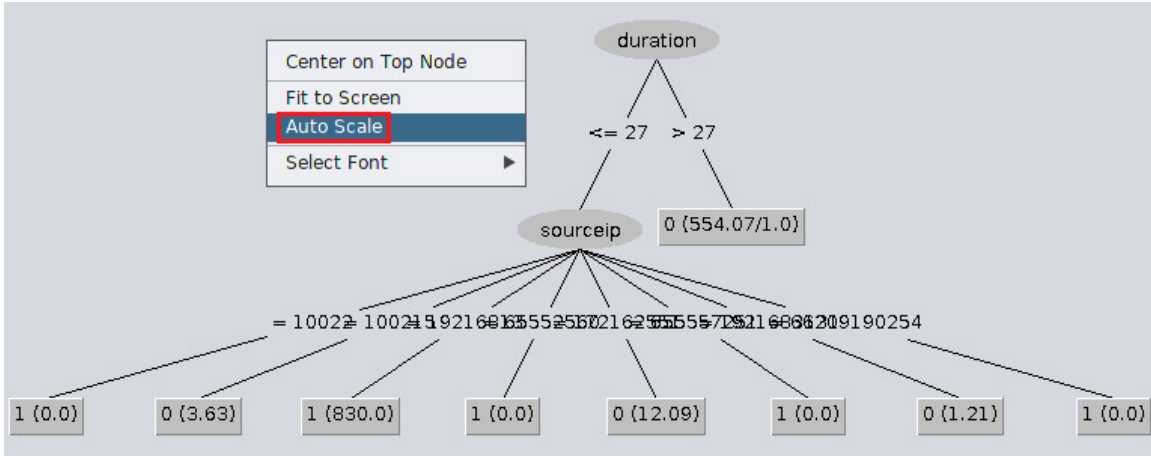 duration
Center on Top Node
Fit to Screen
Auto Scale
<= 27 > 27
Select Font
sourceip 0 (554.07/1.0)
= 10022
1 (0.0) 0 (3.63) 1 (830.0) 1 (0.0) 0 (12.09) 1 (0.0) 0 (1.21) 1 (0.0)